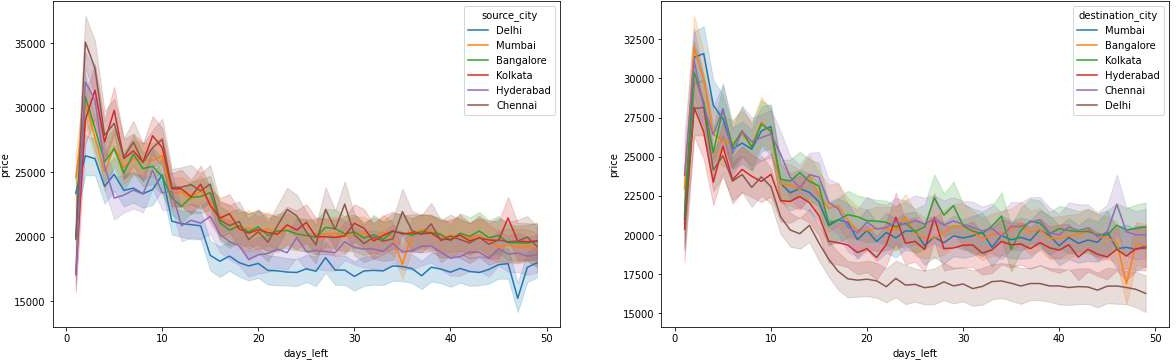 source_city
Delhi
Mumbai
Bangalore
Kolkata
Hyderabad
Chennai
35000
30000
25000
20000
15000
price
0 10 20 30 40 50
days_left
destination_city
Mumbai
Bangalore
Kolkata
Hyderabad
Chennai
Delhi
32500
30000
27500
25000
22500
20000
17500
15000
price
0 10 20 30 40 50
days_left